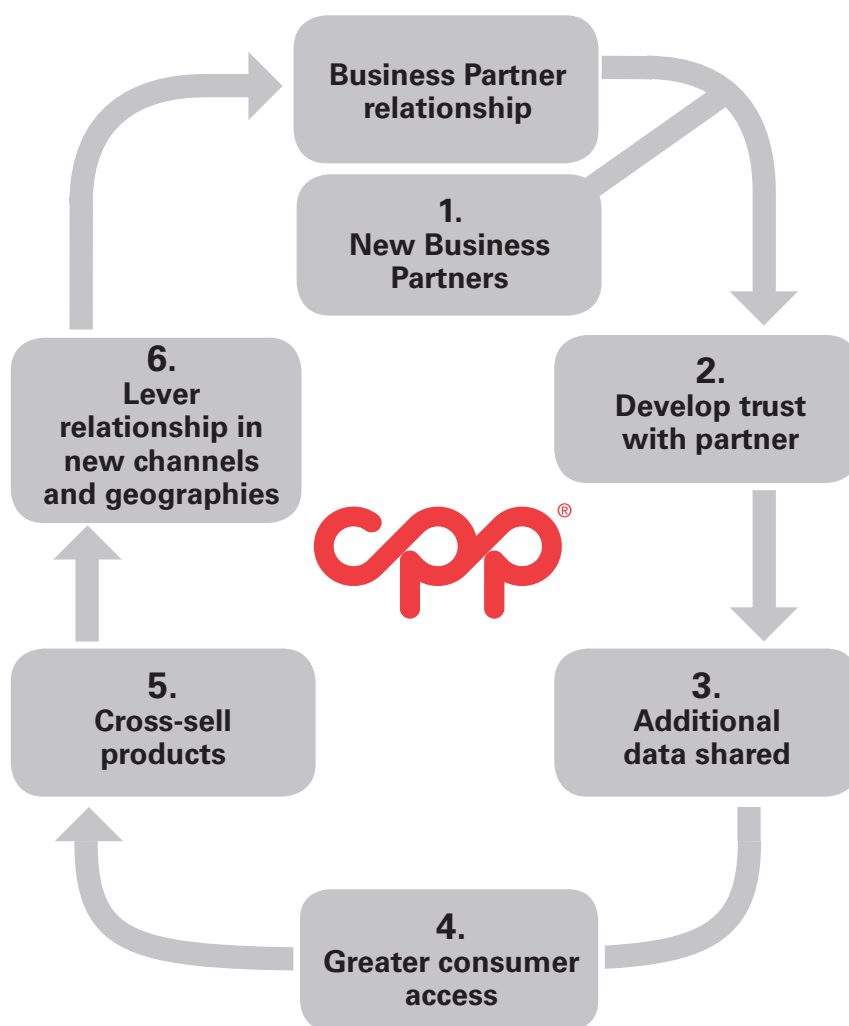 Business Partner
relationship
1.
New Business
Partners
2.
Develop trust
with partner
3.
Additional
data shared
4.
Greater consumer
access
5.
Cross-sell
products
6.
Lever
relationship in
new channels
and geographies
cpp®